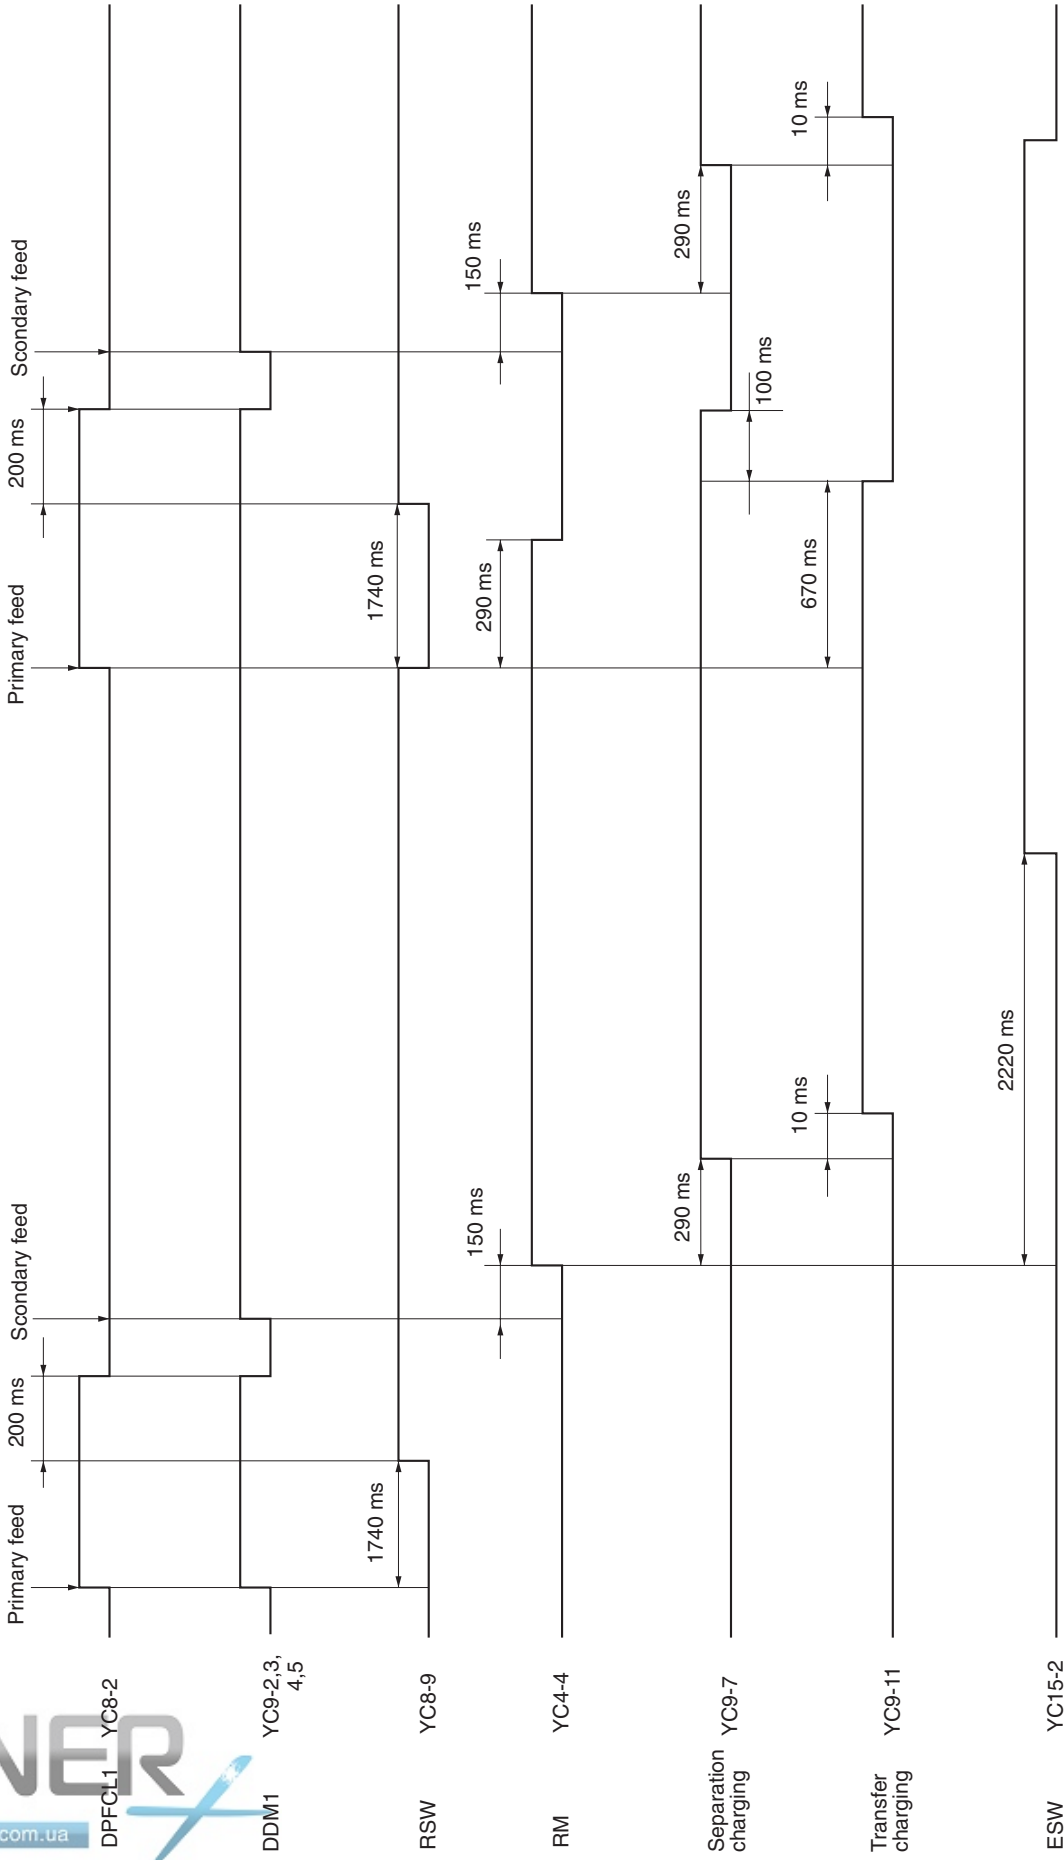 Primary feed
200 ms
Scondary feed
Primary feed
200 ms
Scondary feed
DPFCL1
YC8-2
DDM1
YC9-2,3,
4,5
RSW
YC8-9
1740 ms
1740 ms
RM
YC4-4
150 ms
290 ms
150 ms
Separation
charging
YC9-7
290 ms
100 ms
290 ms
Transfer
charging
YC9-11
10 ms
670 ms
10 ms
ESW
YC15-2
2220 ms
NER
com.ua